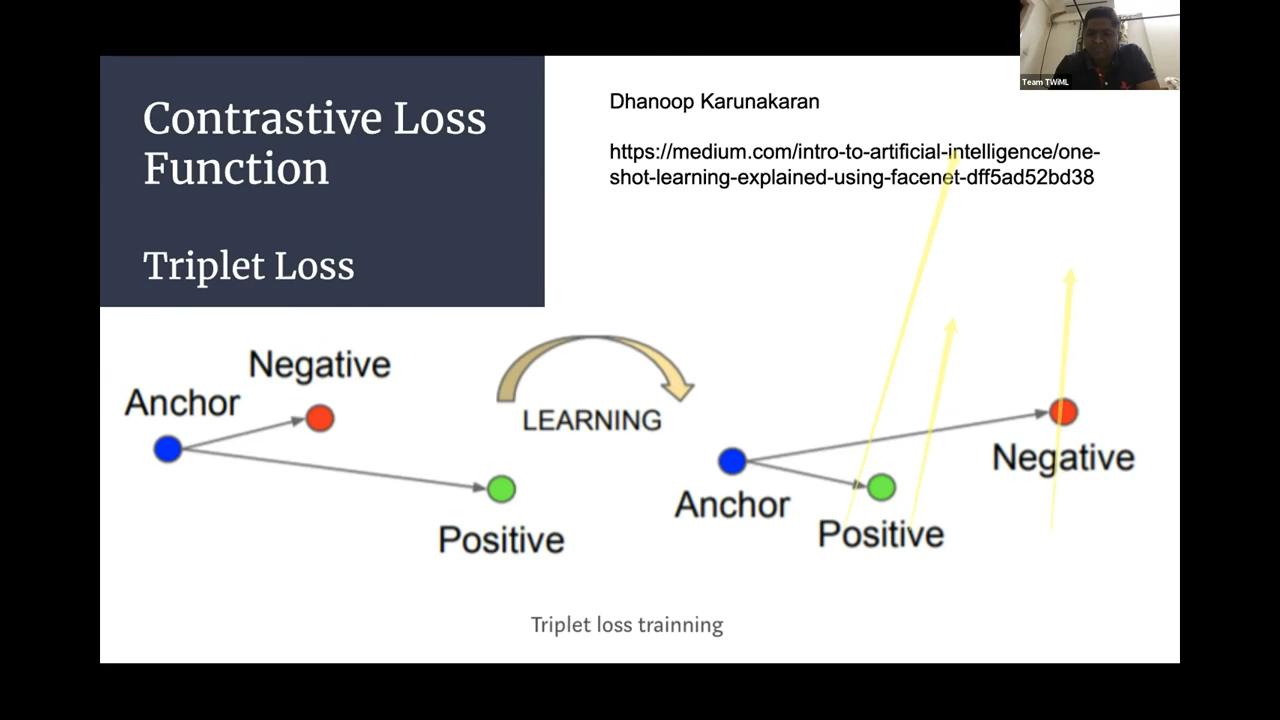 Team TWiML
Contrastive Loss
Function
Triplet Loss
Dhanoop Karunakaran
https://medium.com/intro-to-artificial-intelligence/one-
shot-learning-explained-using-facenet-dff5ad52bd38
Negative
Anchor
Positive
LEARNING
Anchor
Positive
Negative
Triplet loss trainning